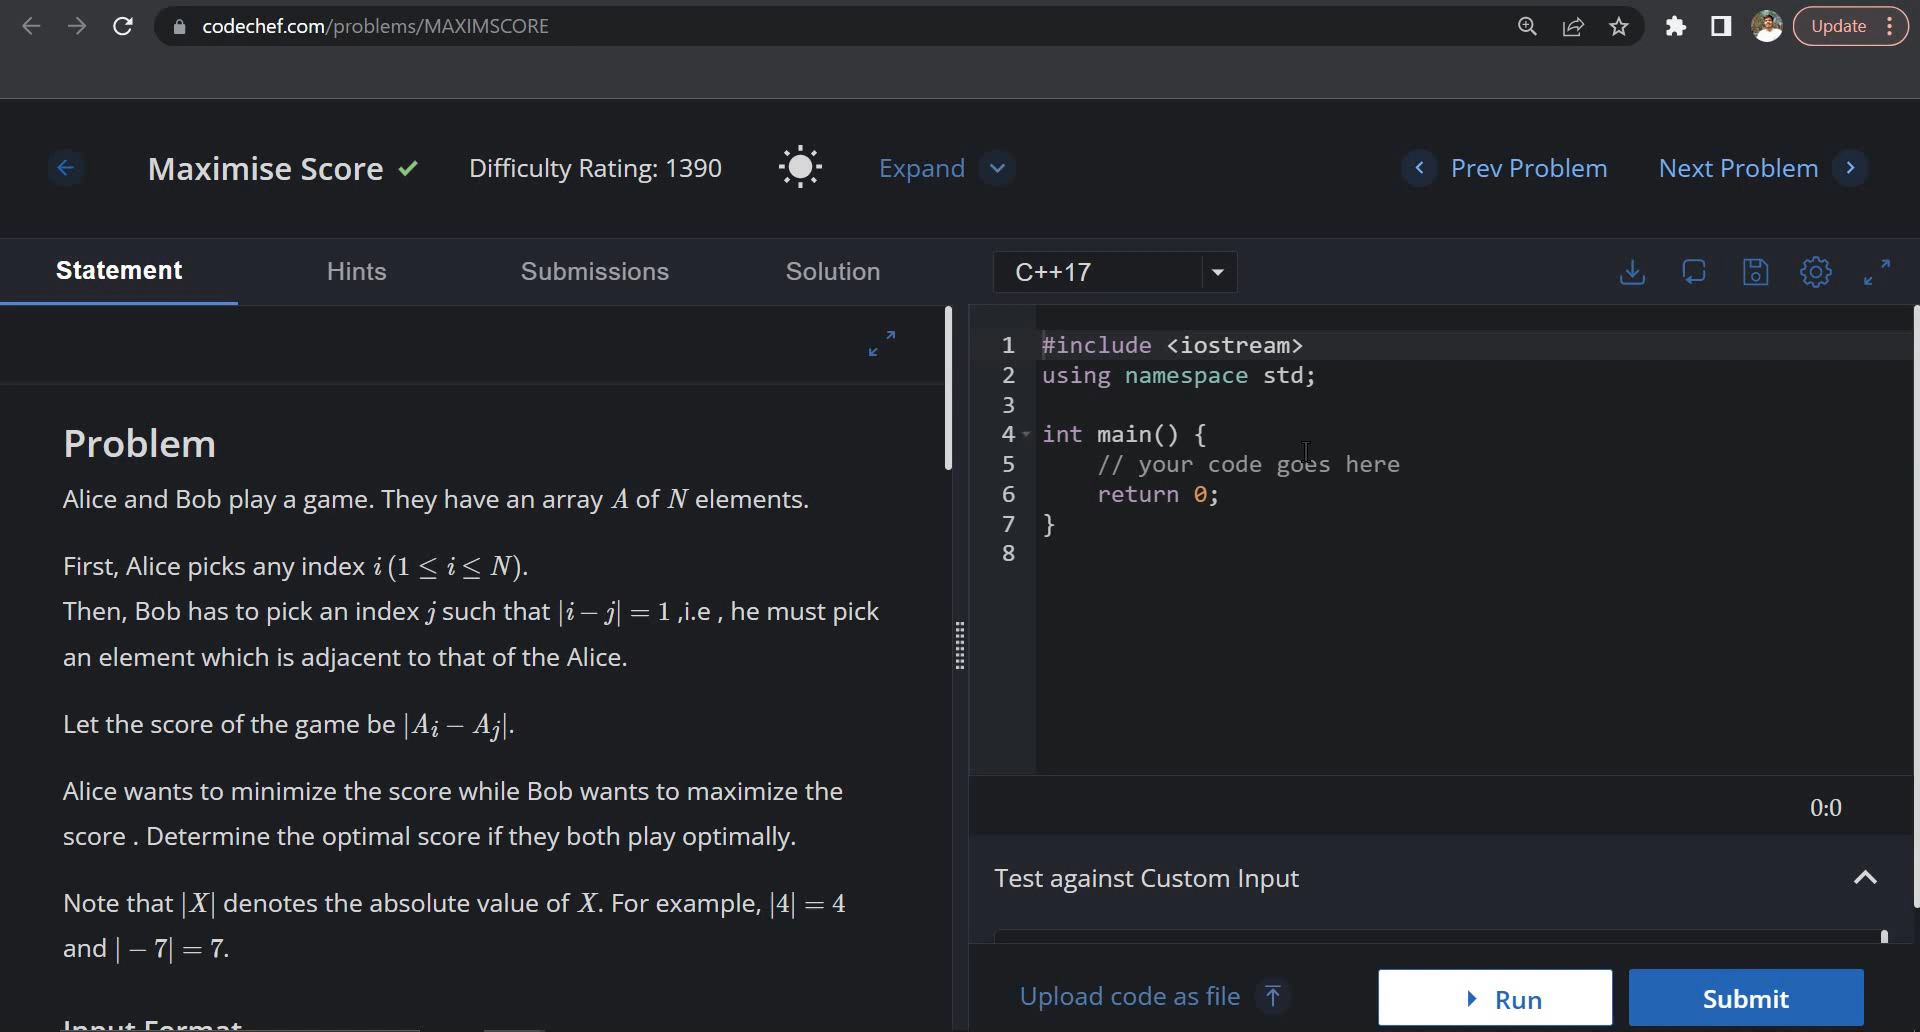 codechef.com/problems/MAXIMSCORE
Update
Maximise Score
Difficulty Rating: 1390
Expand
Prev Problem
Next Problem
Statement
Hints
Submissions
Solution
C++17
Problem
Alice and Bob play a game. They have an array A of N elements.
First, Alice picks any index i (1 ≤ i ≤ N).
Then, Bob has to pick an index j such that |i − j| = 1 ,i.e , he must pick
an element which is adjacent to that of the Alice.
Let the score of the game be |Ai − Aj|.
Alice wants to minimize the score while Bob wants to maximize the
score . Determine the optimal score if they both play optimally.
Note that |X| denotes the absolute value of X. For example, |4| = 4
and | − 7| = 7.
Input Format
1 #include <iostream>
2 using namespace std;
3
4 int main() {
5 // your code goes here
6 return 0;
7 }
8
0:0
Test against Custom Input
Upload code as file
Run
Submit